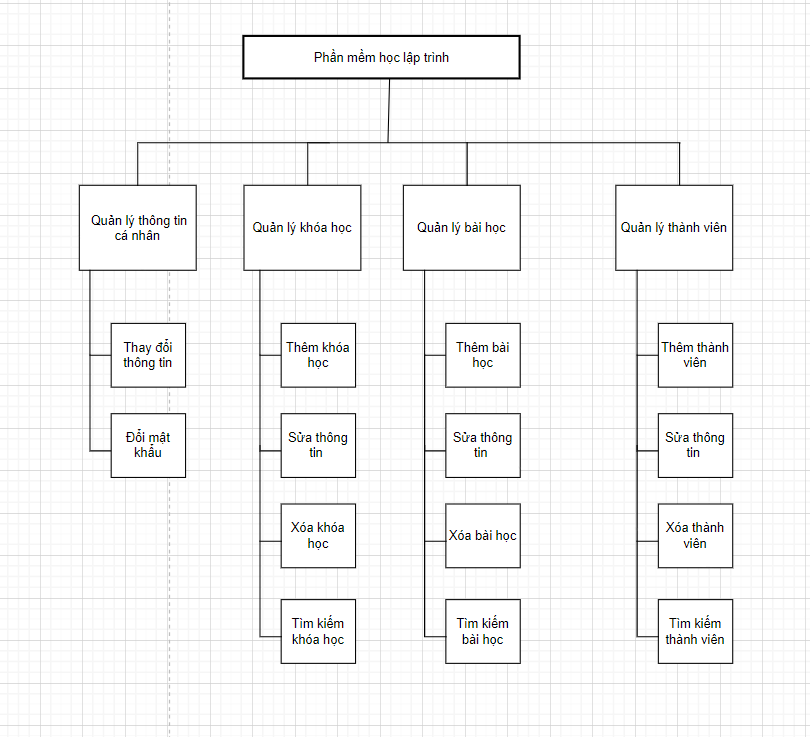 Phần mềm học lập trình
Quản lý thông tin
cá nhân
Quản lý khóa học
Quản lý bài học
Quản lý thành viên
Thay đổi
thông tin
Thêm khóa
học
Thêm bài
học
Thêm thành
viên
Đổi mật
khẩu
Sửa thông
tin
Sửa thông
tin
Sửa thông
tin
Xóa khóa
học
Xóa bài học
Xóa thành
viên
Tìm kiếm
khóa học
Tìm kiếm
bài học
Tìm kiếm
thành viên